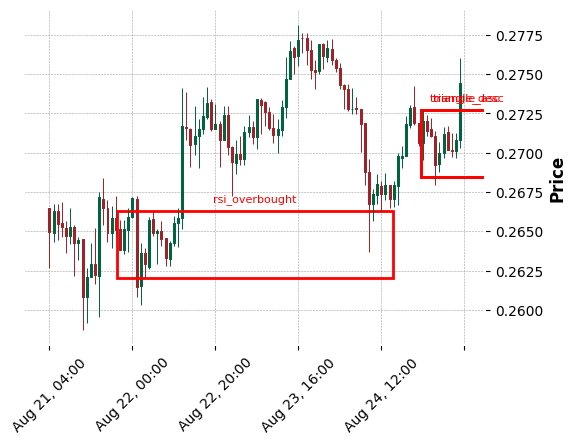 0.2775
0.2750
triangle_asc
triangle_desc
0.2725
0.2700
0.2675
rsi_overbought
0.2650
0.2625
0.2600
Price
Aug 21, 04:00
Aug 22, 00:00
Aug 22, 20:00
Aug 23, 16:00
Aug 24, 12:00